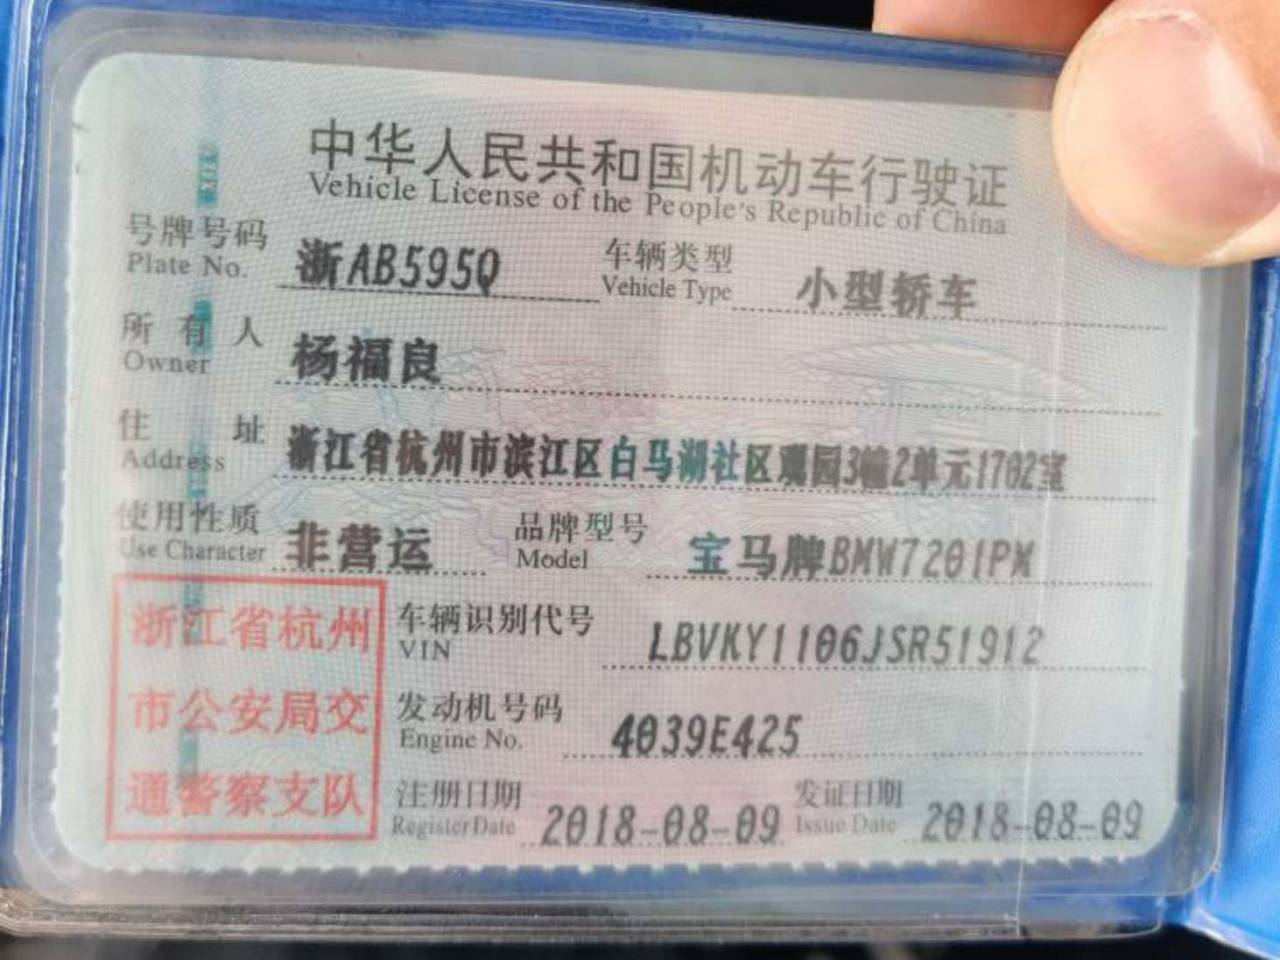 中华人民共和国机动车行驶证
Vehicle License of the People's Republic of China
号牌号码 浙AB595Q 车辆类型 小型轿车
Plate No. Vehicle Type
所有人 杨福良
Owner
住址 浙江省杭州市滨江区白马湖社区观园3幢2单元1702室
Address
使用性质 非营运 品牌型号 宝马牌BMW7201PM
Use Character Model
浙江省杭州
市公安局交
通警察支队
车辆识别代号 LBVKY1106JSR51912
VIN
发动机号码 4039E425
Engine No.
注册日期 2018-08-09 发证日期 2018-08-09
Register Date Issue Date